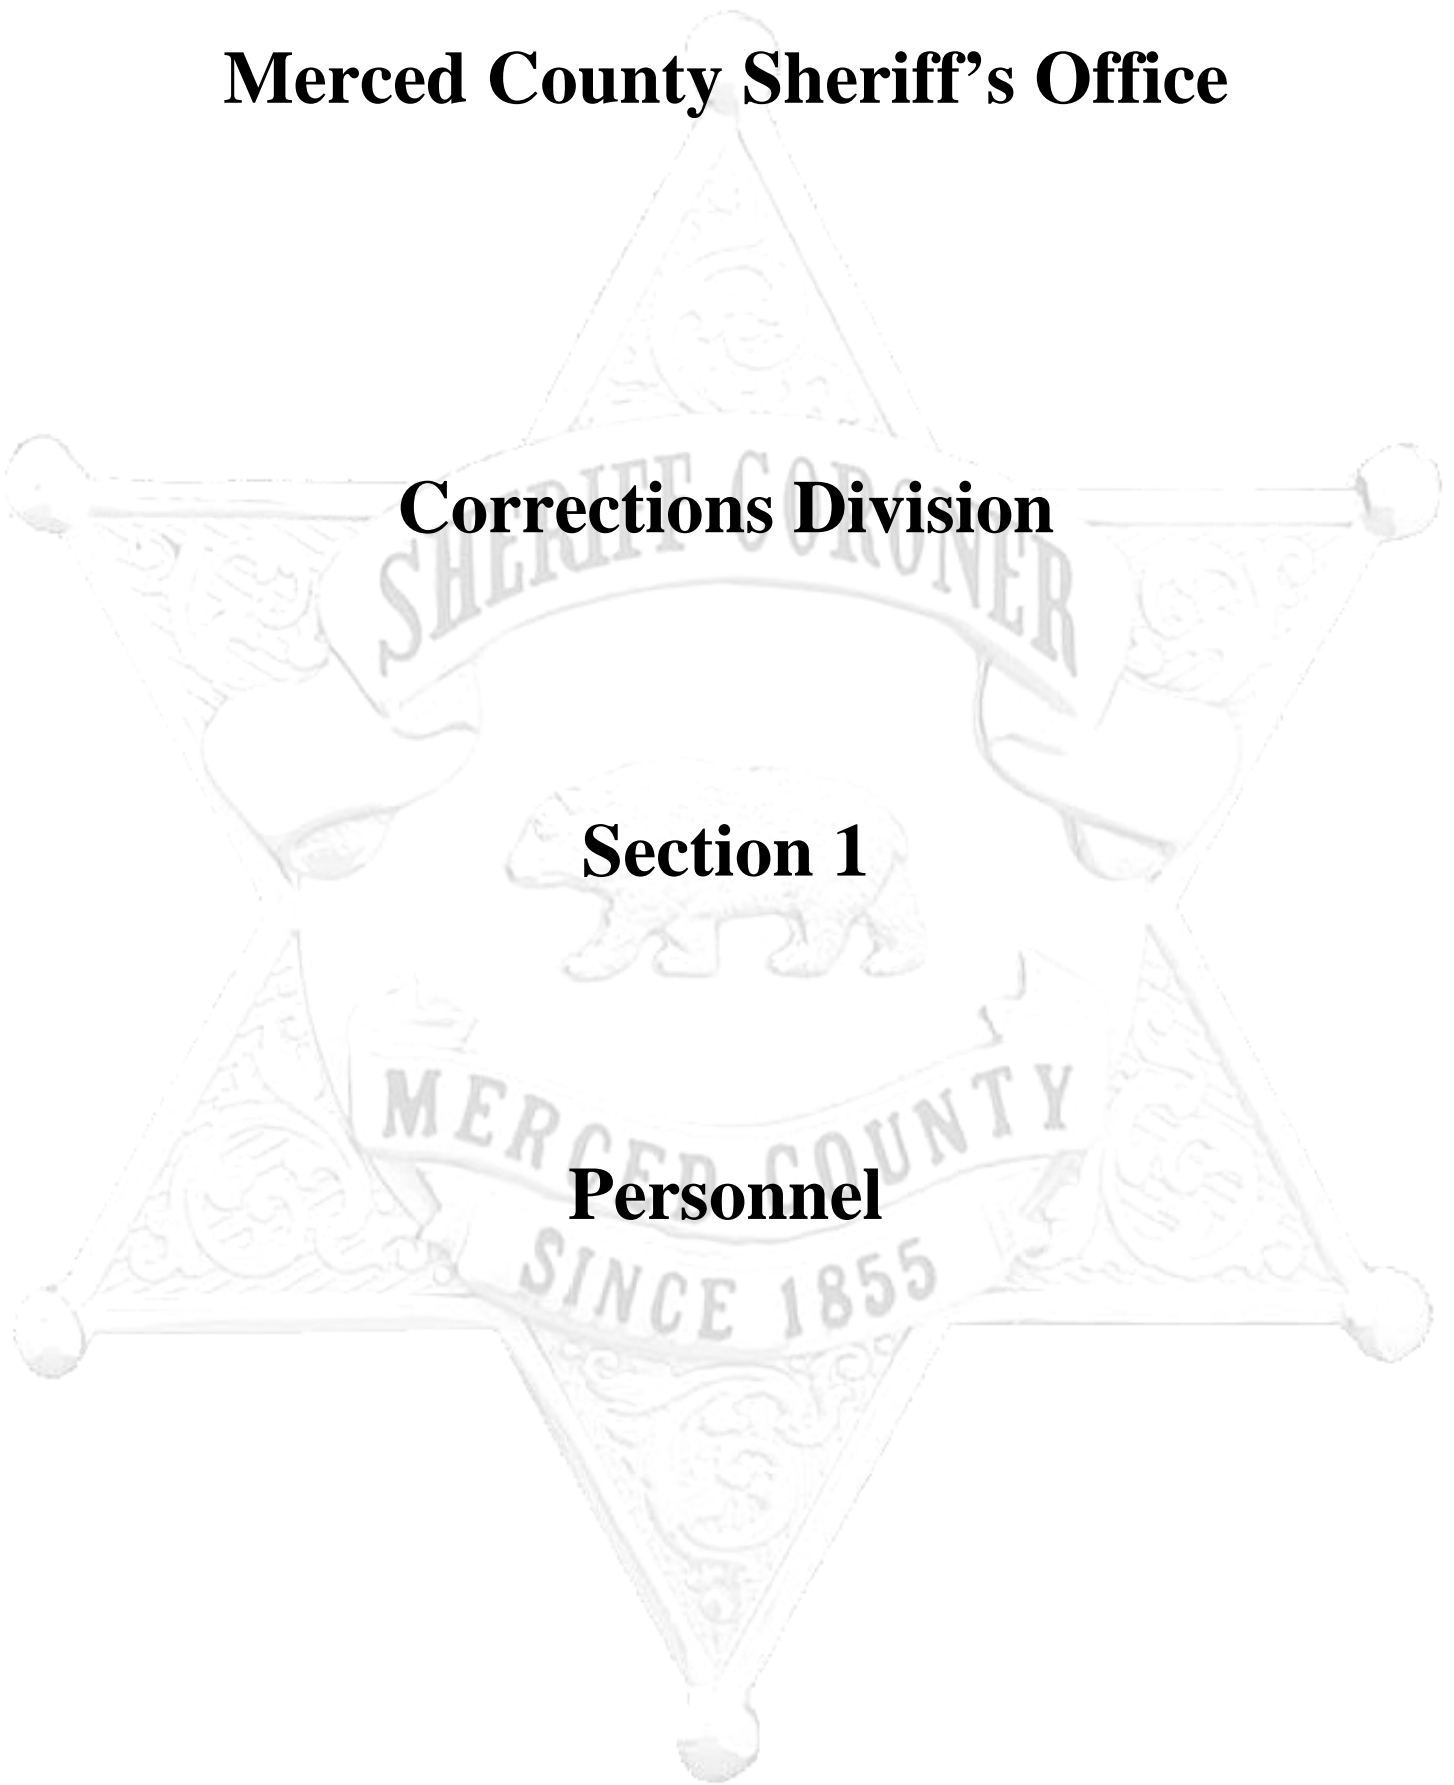 Merced County Sheriff’s Office
SHERIFF CORONER
Corrections Division
Section 1
MERCED COUNTY
Personnel
SINCE 1855